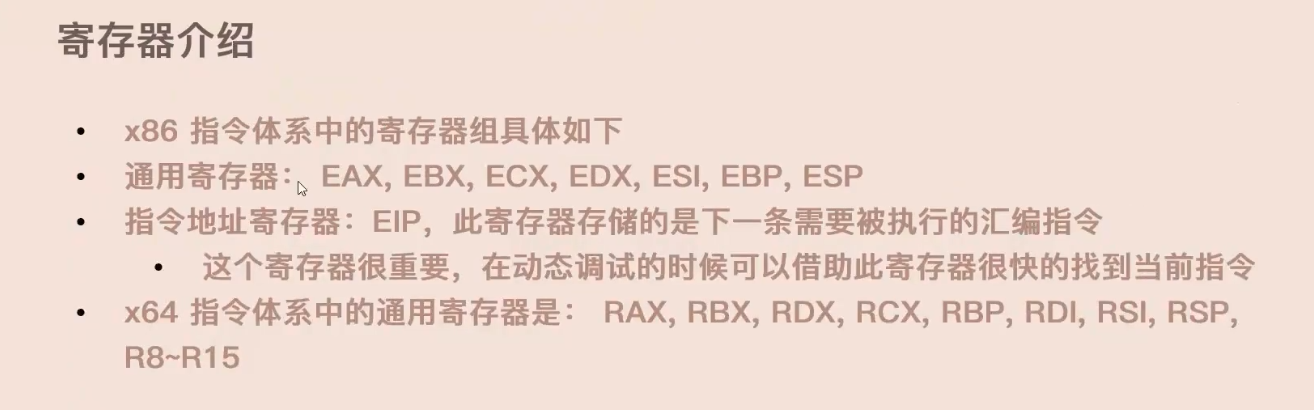 寄存器介绍
• x86 指令体系中的寄存器组具体如下
• 通用寄存器： EAX, EBX, ECX, EDX, ESI, EBP, ESP
• 指令地址寄存器：EIP，此寄存器存储的是下一条需要被执行的汇编指令
• 这个寄存器很重要，在动态调试的时候可以借助此寄存器很快的找到当前指令
• x64 指令体系中的通用寄存器是： RAX, RBX, RDX, RCX, RBP, RDI, RSI, RSP,
R8~R15